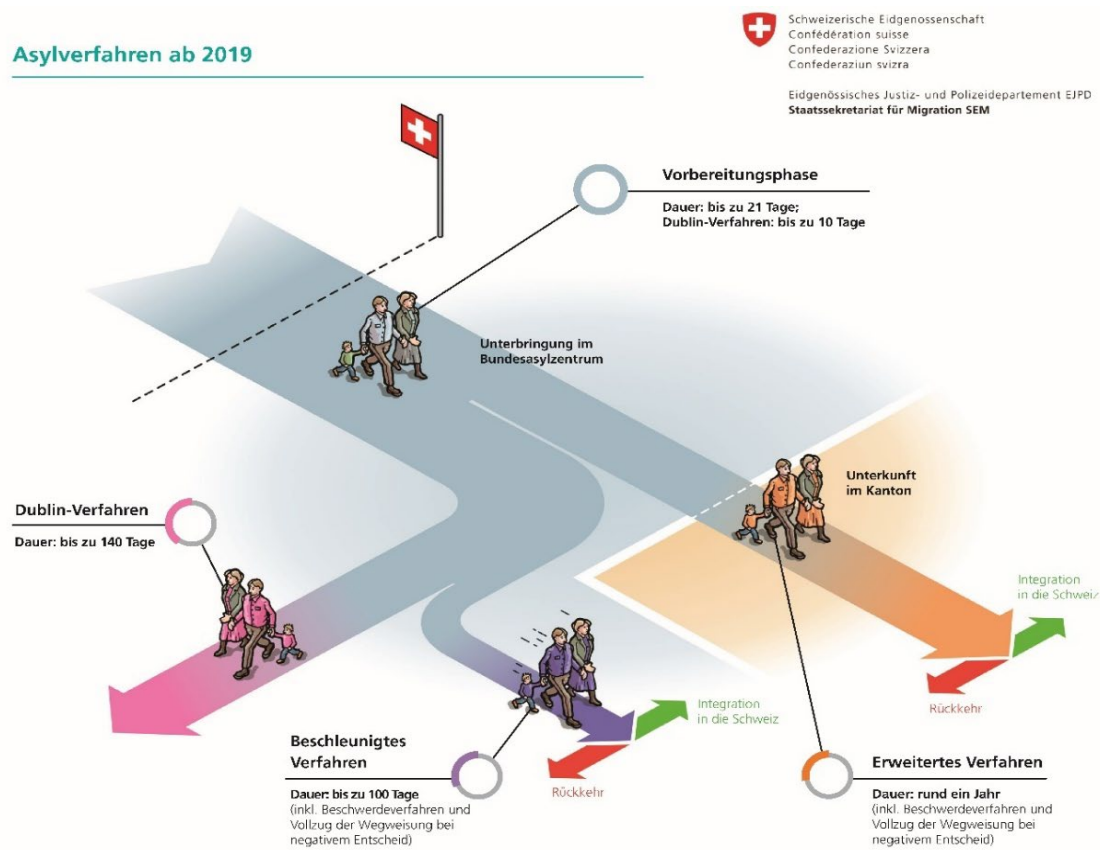 Asylverfahren ab 2019
Schweizerische Eidgenossenschaft
Confédération suisse
Confederazione Svizzera
Confederaziun svizra
Eidgenössisches Justiz- und Polizeidepartement EJPD
Staatssekretariat für Migration SEM
Vorbereitungsphase
Dauer: bis zu 21 Tage;
Dublin-Verfahren: bis zu 10 Tage
Unterbringung im
Bundesasylzentrum
Unterkunft
im Kanton
Dublin-Verfahren
Dauer: bis zu 140 Tage
Integration
in die Schweiz
Rückkehr
Integration
in die Schweiz
Rückkehr
Beschleunigtes
Verfahren
Dauer: bis zu 100 Tage
(inkl. Beschwerdeverfahren und
Vollzug der Wegweisung bei
negativem Entscheid)
Erweitertes Verfahren
Dauer: rund ein Jahr
(inkl. Beschwerdeverfahren und
Vollzug der Wegweisung bei
negativem Entscheid)